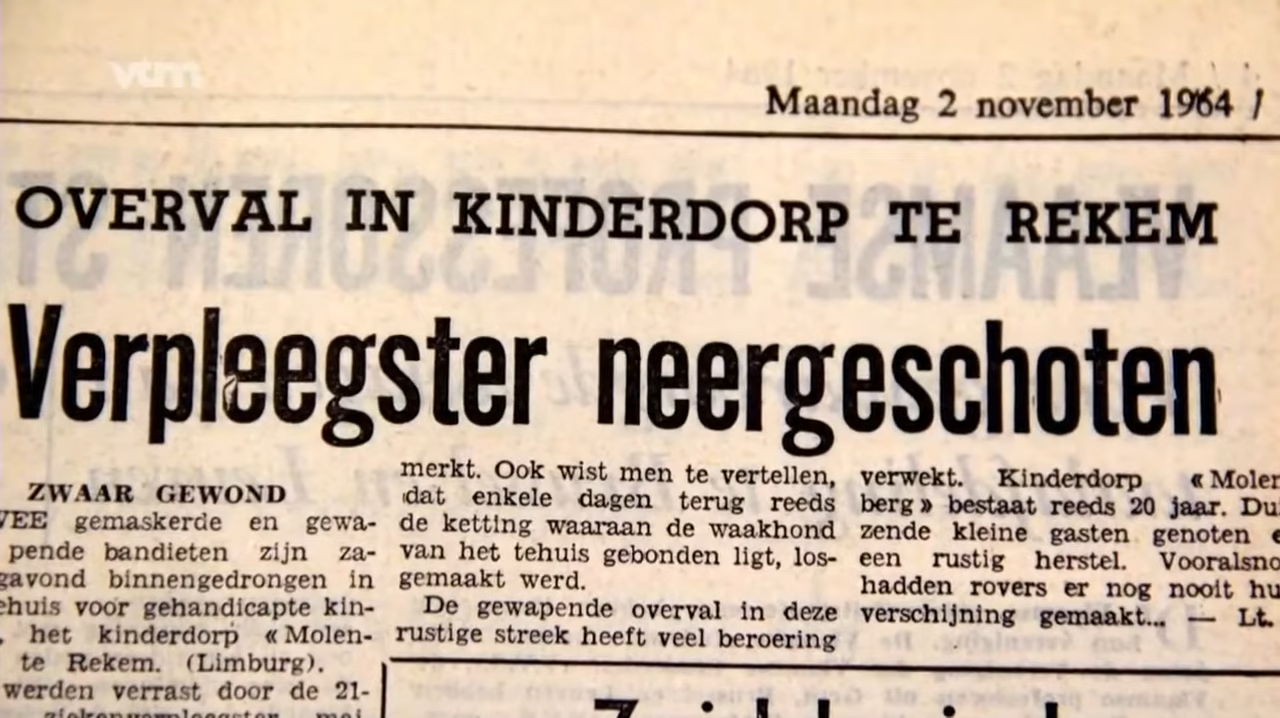 vtm
Maandag 2 november 1964 /
OVERVAL IN KINDERDORP TE REKEM
Verpleegster neergeschoten
ZWAAR GEWOND
gemaskerde en gewa-
pende bandieten zijn za-
binnengedrongen in
voor gehandicapte kin-
, het kinderdorp « Molen-
te Rekem. (Limburg).
werden verrast door de 21-
merkt. Ook wist men te vertellen,
dat enkele dagen terug reeds
de ketting waaraan de waakhond
van het tehuis gebonden ligt, los-
gemaakt werd.
De gewapende overval in deze
rustige streek heeft veel beroering
verwekt. Kinderdorp « Molen
berg » bestaat reeds 20 jaar. Dui
zende kleine gasten genoten
een rustig herstel. Vooralsno
hadden rovers er nog nooit hu
verschijning gemaakt... — Lt.